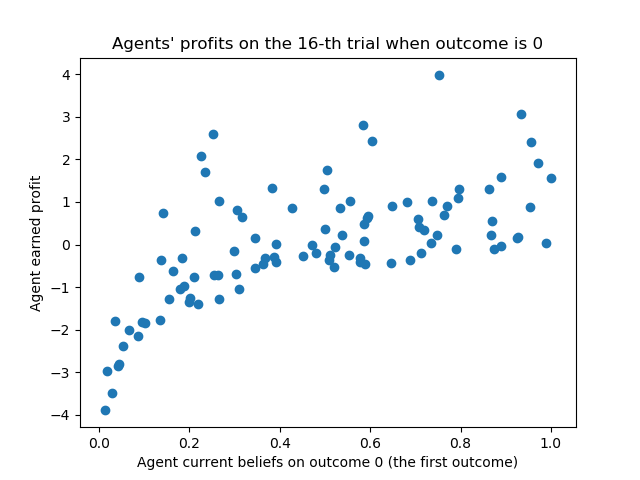 Agents' profits on the 16-th trial when outcome is 0
4
3
2
1
0
−1
−2
−3
−4
Agent earned profit
0.0 0.2 0.4 0.6 0.8 1.0
Agent current beliefs on outcome 0 (the first outcome)